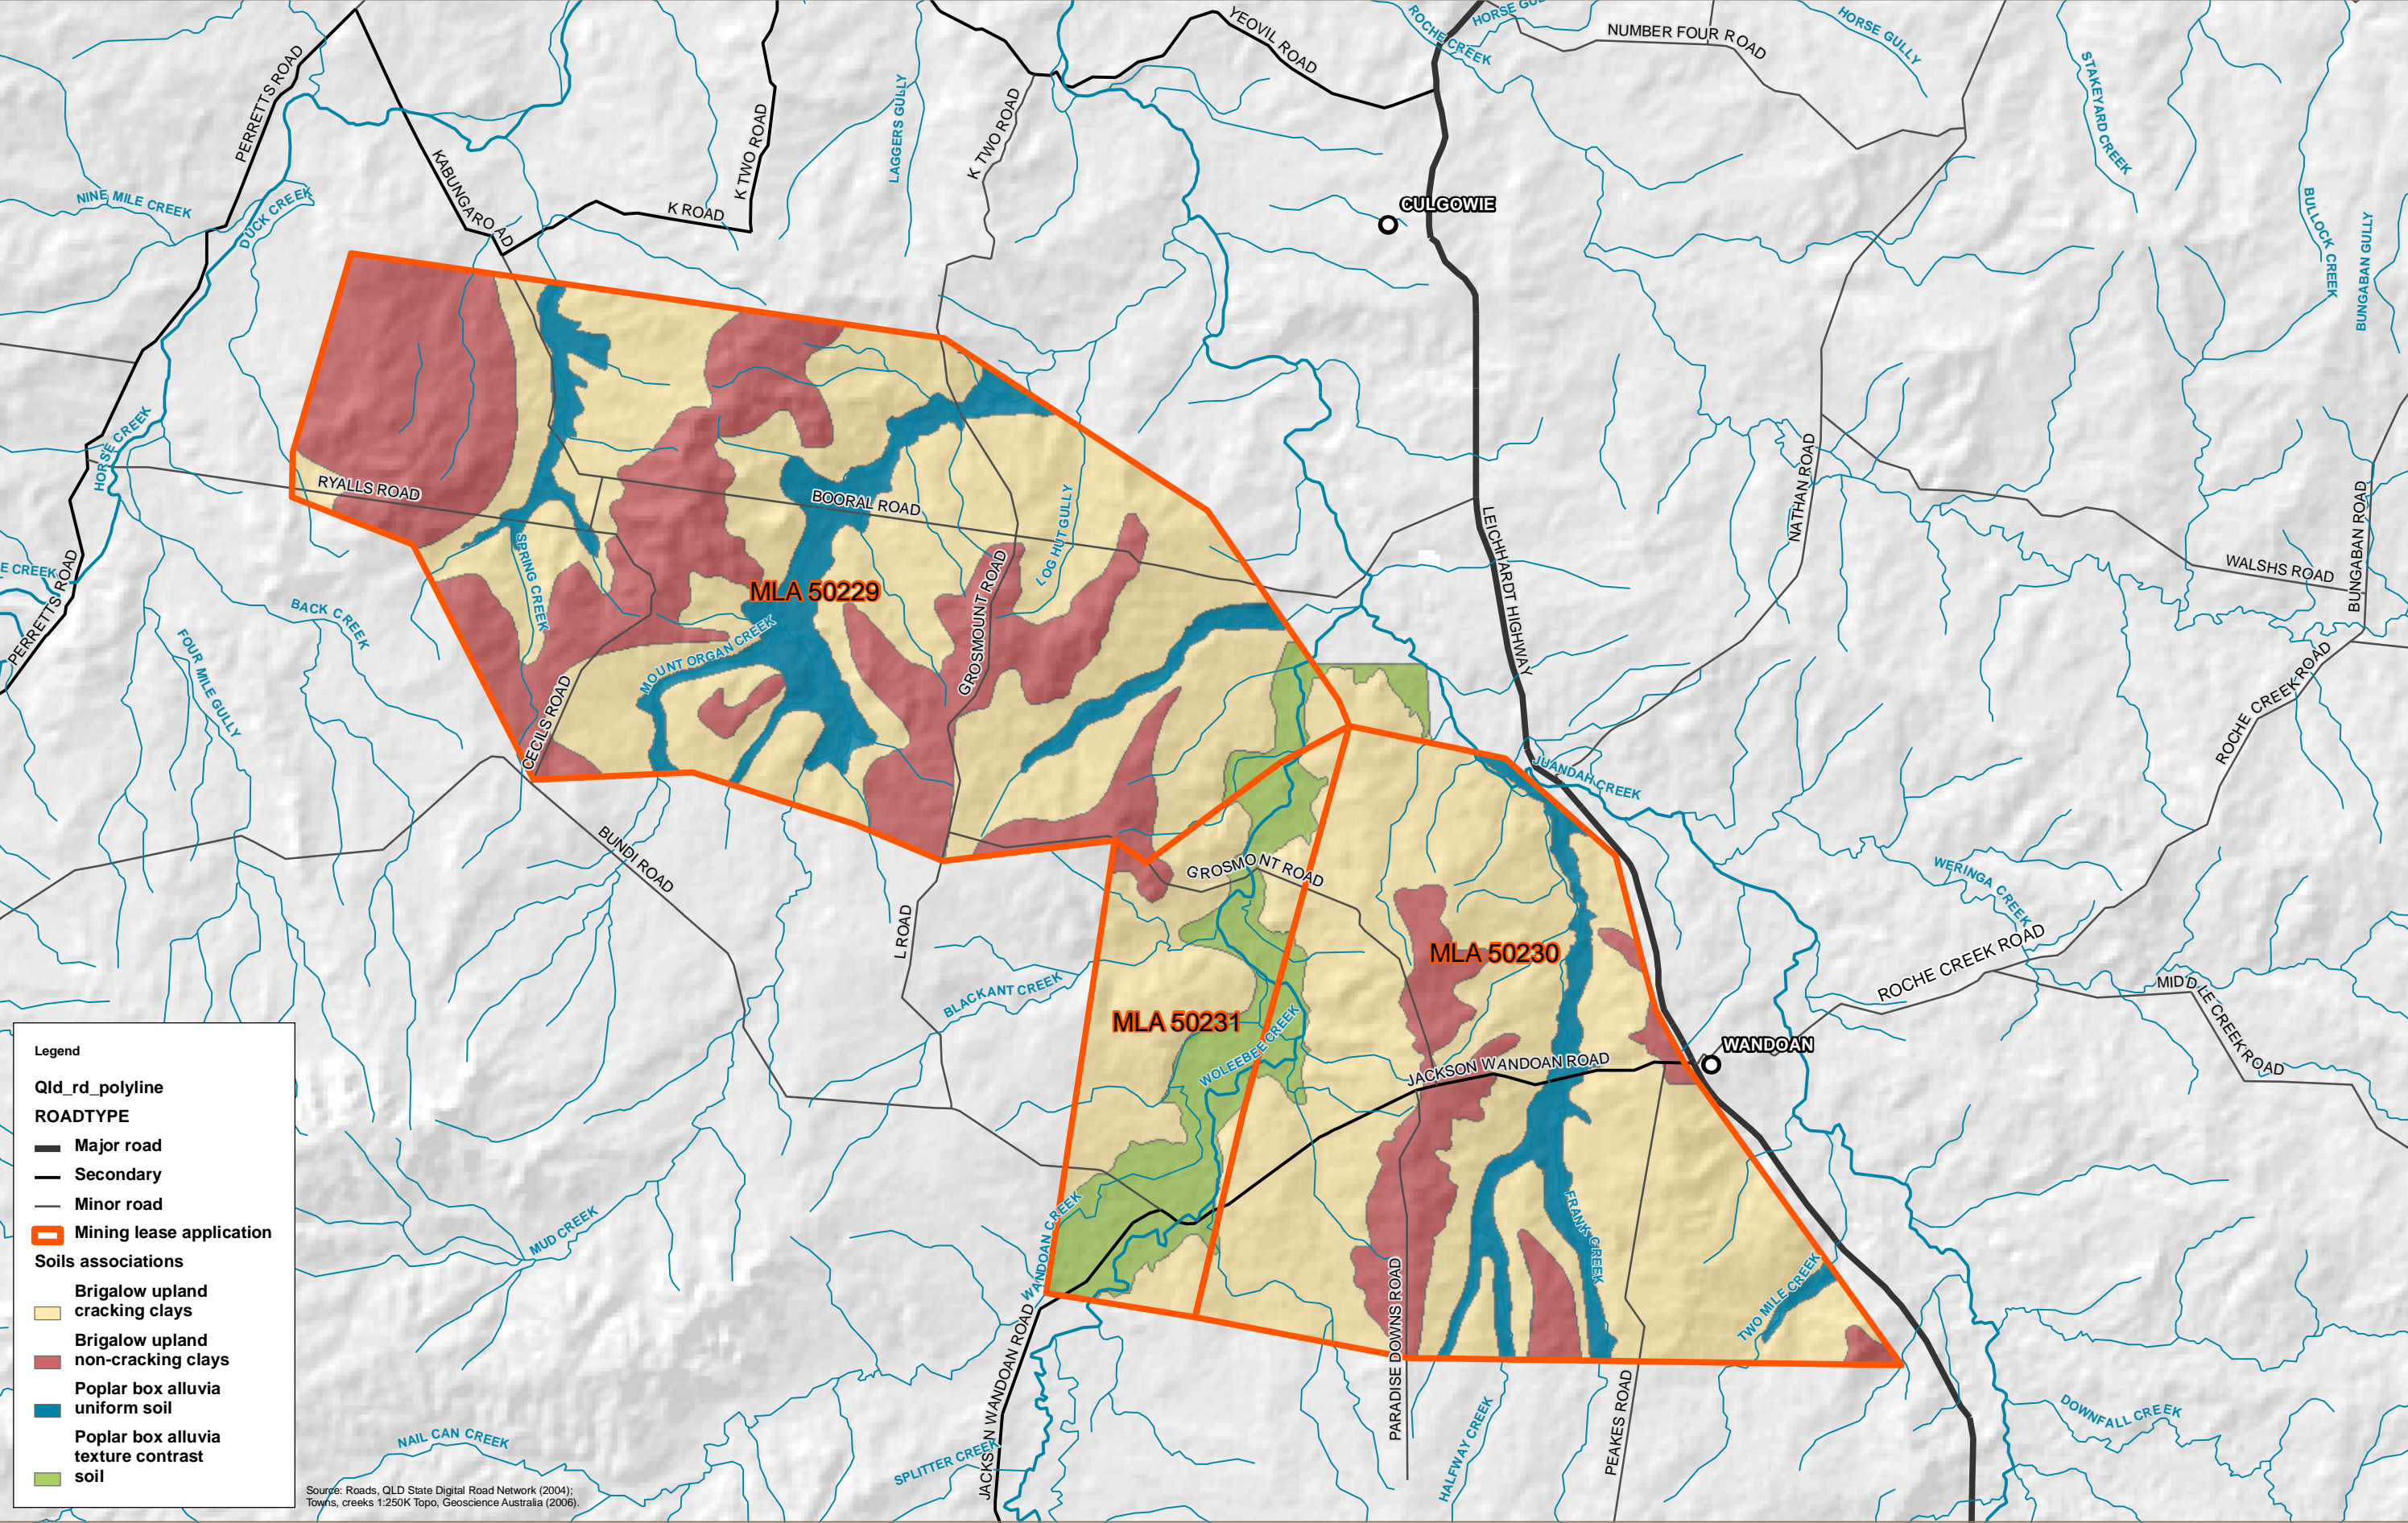 YEOVIL ROAD
ROCHE CREEK
HORSE GU
NUMBER FOUR ROAD
HORSE GULLY
PERRETTS ROAD
STAKEYARD CREEK
LAGGERS GULLY
K TWO ROAD
K TWO ROAD
KABUNGARO AD
NINE MILE CREEK
DUCK CREEK
K ROAD
CULGOWIE
BULLOCK CREEK
BUNGABAN GULLY
HORSE CREEK
RYALLS ROAD
BOORAL ROAD
LOG HUT GULLY
LEICHHARDT HIGHWAY
NATHAN ROAD
BUNGABAN ROAD
WALSHS ROAD
E CREEK
PERRETTS ROAD
BACK CREEK
FOUR MILE GULLY
SPRING CREEK
MLA 50229
MOUNT ORGAN CREEK
GROSMOUNT ROAD
CECILS ROAD
ROCHE CREEK ROAD
JUANDAH CREEK
BUNDI ROAD
GROSMONT ROAD
WERINGA CREEK
L ROAD
MLA 50230
ROCHE CREEK ROAD
BLACKANT CREEK
MLA 50231
MIDDLE CREEK ROAD
WOLEEBEE CREEK
WANDOAN
JACKSON WANDOAN ROAD
MUD CREEK
WANDOAN CREEK
FRANK CREEK
TWO MILE CREEK
PARADISE DOWNS ROAD
JACKSON WANDOAN ROAD
HALFWAY CREEK
PEAKES ROAD
DOWNFALL CREEK
NAIL CAN CREEK
SPLITTER CREEK
Legend
Qld_rd_polyline
ROADTYPE
Major road
Secondary
Minor road
Mining lease application
Soils associations
Brigalow upland
cracking clays
Brigalow upland
non-cracking clays
Poplar box alluvia
uniform soil
Poplar box alluvia
texture contrast
soil
Source: Roads, QLD State Digital Road Network (2004);
Towns, creeks 1:250K Topo, Geoscience Australia (2006).